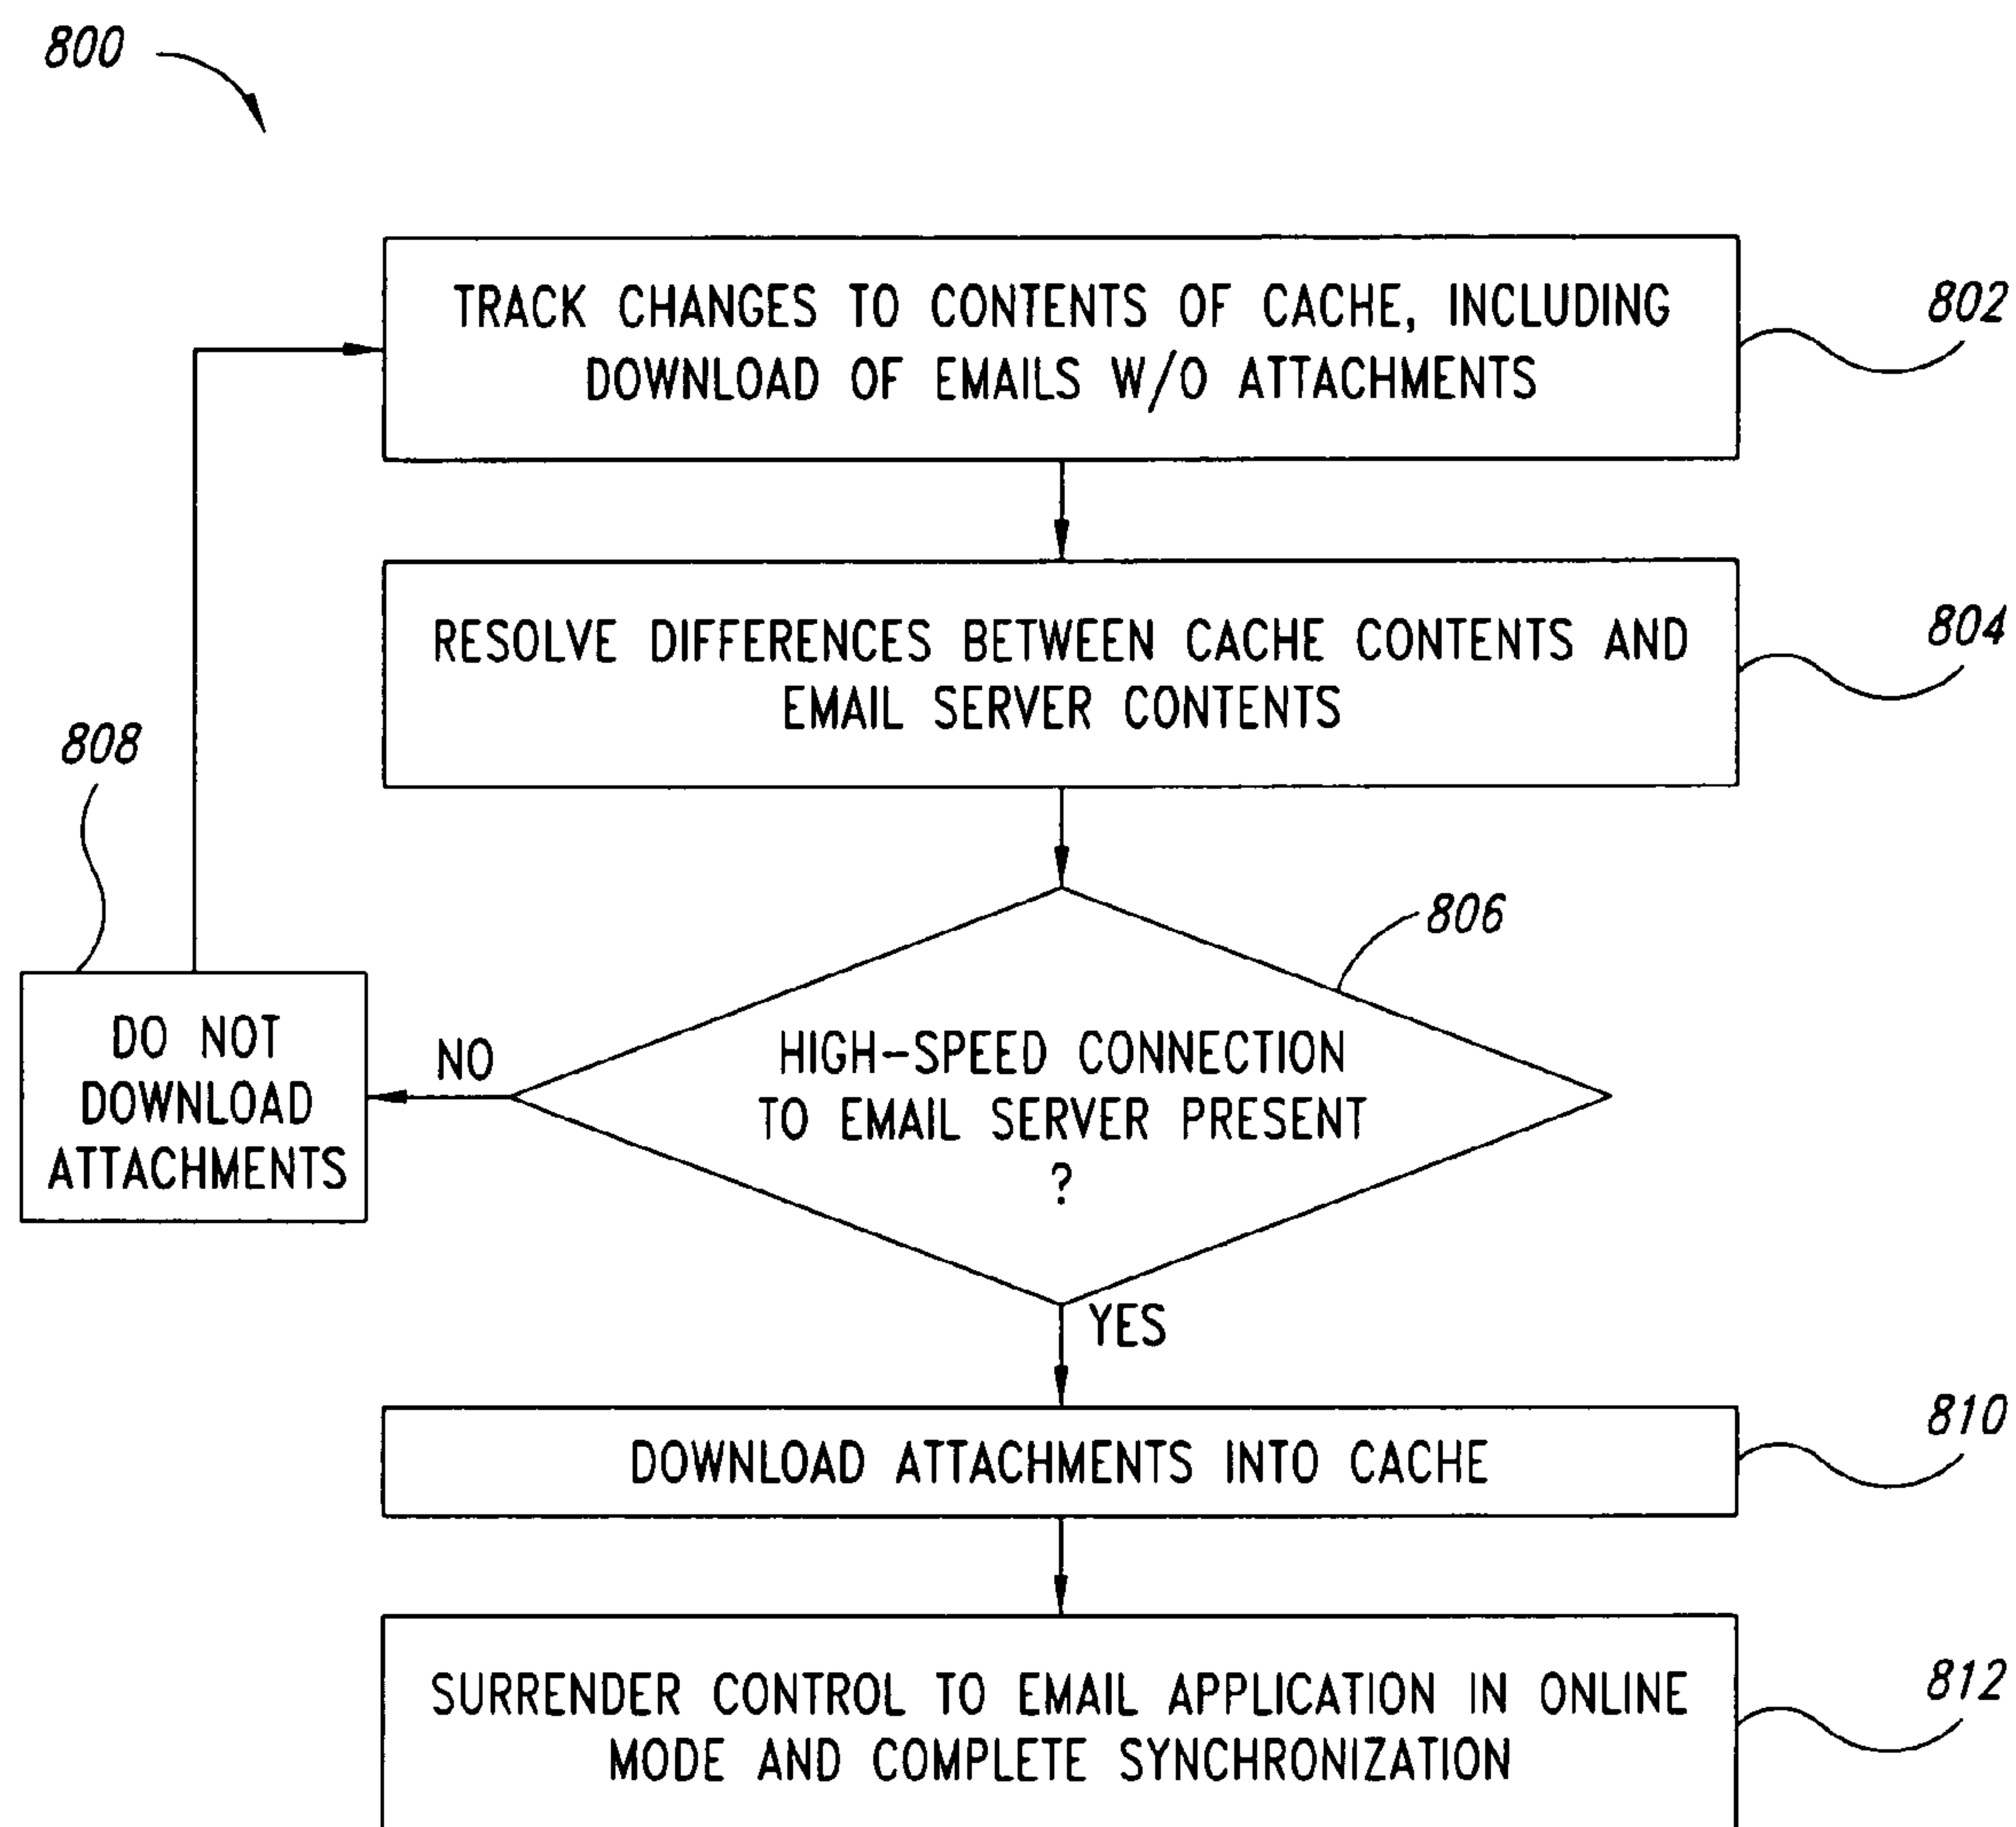 800
TRACK CHANGES TO CONTENTS OF CACHE, INCLUDING
DOWNLOAD OF EMAILS W/O ATTACHMENTS
802
RESOLVE DIFFERENCES BETWEEN CACHE CONTENTS AND
EMAIL SERVER CONTENTS
804
808
806
DO NOT
DOWNLOAD
ATTACHMENTS
NO
HIGH-SPEED CONNECTION
TO EMAIL SERVER PRESENT
?
YES
DOWNLOAD ATTACHMENTS INTO CACHE
810
SURRENDER CONTROL TO EMAIL APPLICATION IN ONLINE
MODE AND COMPLETE SYNCHRONIZATION
812